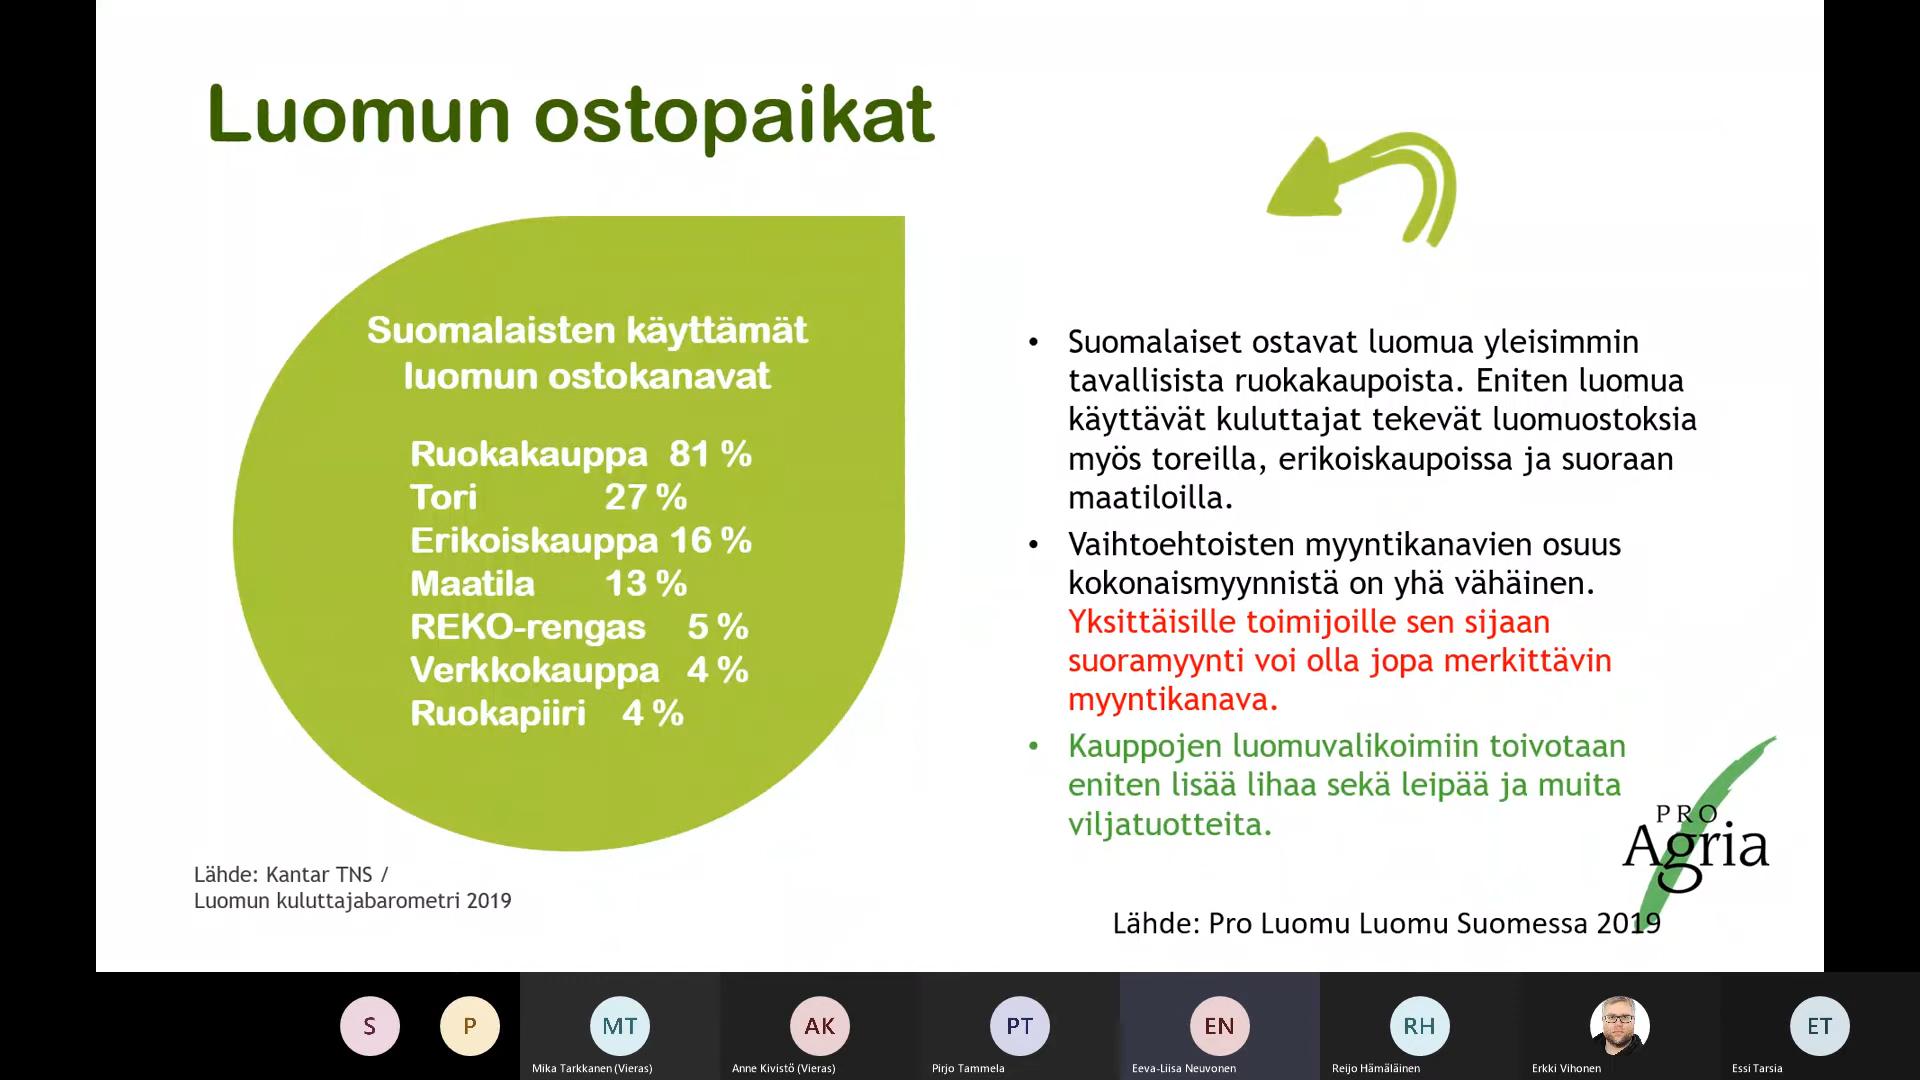 Luomun ostopaikat
Suomalaisten käyttämät
luomun ostokanavat
Ruokakauppa 81 %
Tori 27 %
Erikoiskauppa 16 %
Maatila 13 %
REKO-rengas 5 %
Verkkokauppa 4 %
Ruokapiiri 4 %
Lähde: Kantar TNS /
Luomun kuluttajabarometri 2019
• Suomalaiset ostavat luomua yleisimmin
tavallisista ruokakaupoista. Eniten luomua
käyttävät kuluttajat tekevät luomuostoksia
myös toreilla, erikoiskaupoissa ja suoraan
maatiloilla.
• Vaihtoehtoisten myyntikanavien osuus
kokonaismyynnistä on yhä vähäinen.
Yksittäisille toimijoille sen sijaan
suoramyynti voi olla jopa merkittävin
myyntikanava.
• Kauppojen luomuvalikoimiin toivotaan
eniten lisää lihaa sekä leipää ja muita
viljatuotteita.
PRO
Agria
Lähde: Pro Luomu Luomu Suomessa 2019
S
P
MT
AK
PT
EN
RH
ET
Mika Tarkkanen (Vieras)
Anne Kivistö (Vieras)
Pirjo Tammela
Eeva-Liisa Neuvonen
Reijo Hämäläinen
Erkki Vihonen
Essi Tarsia